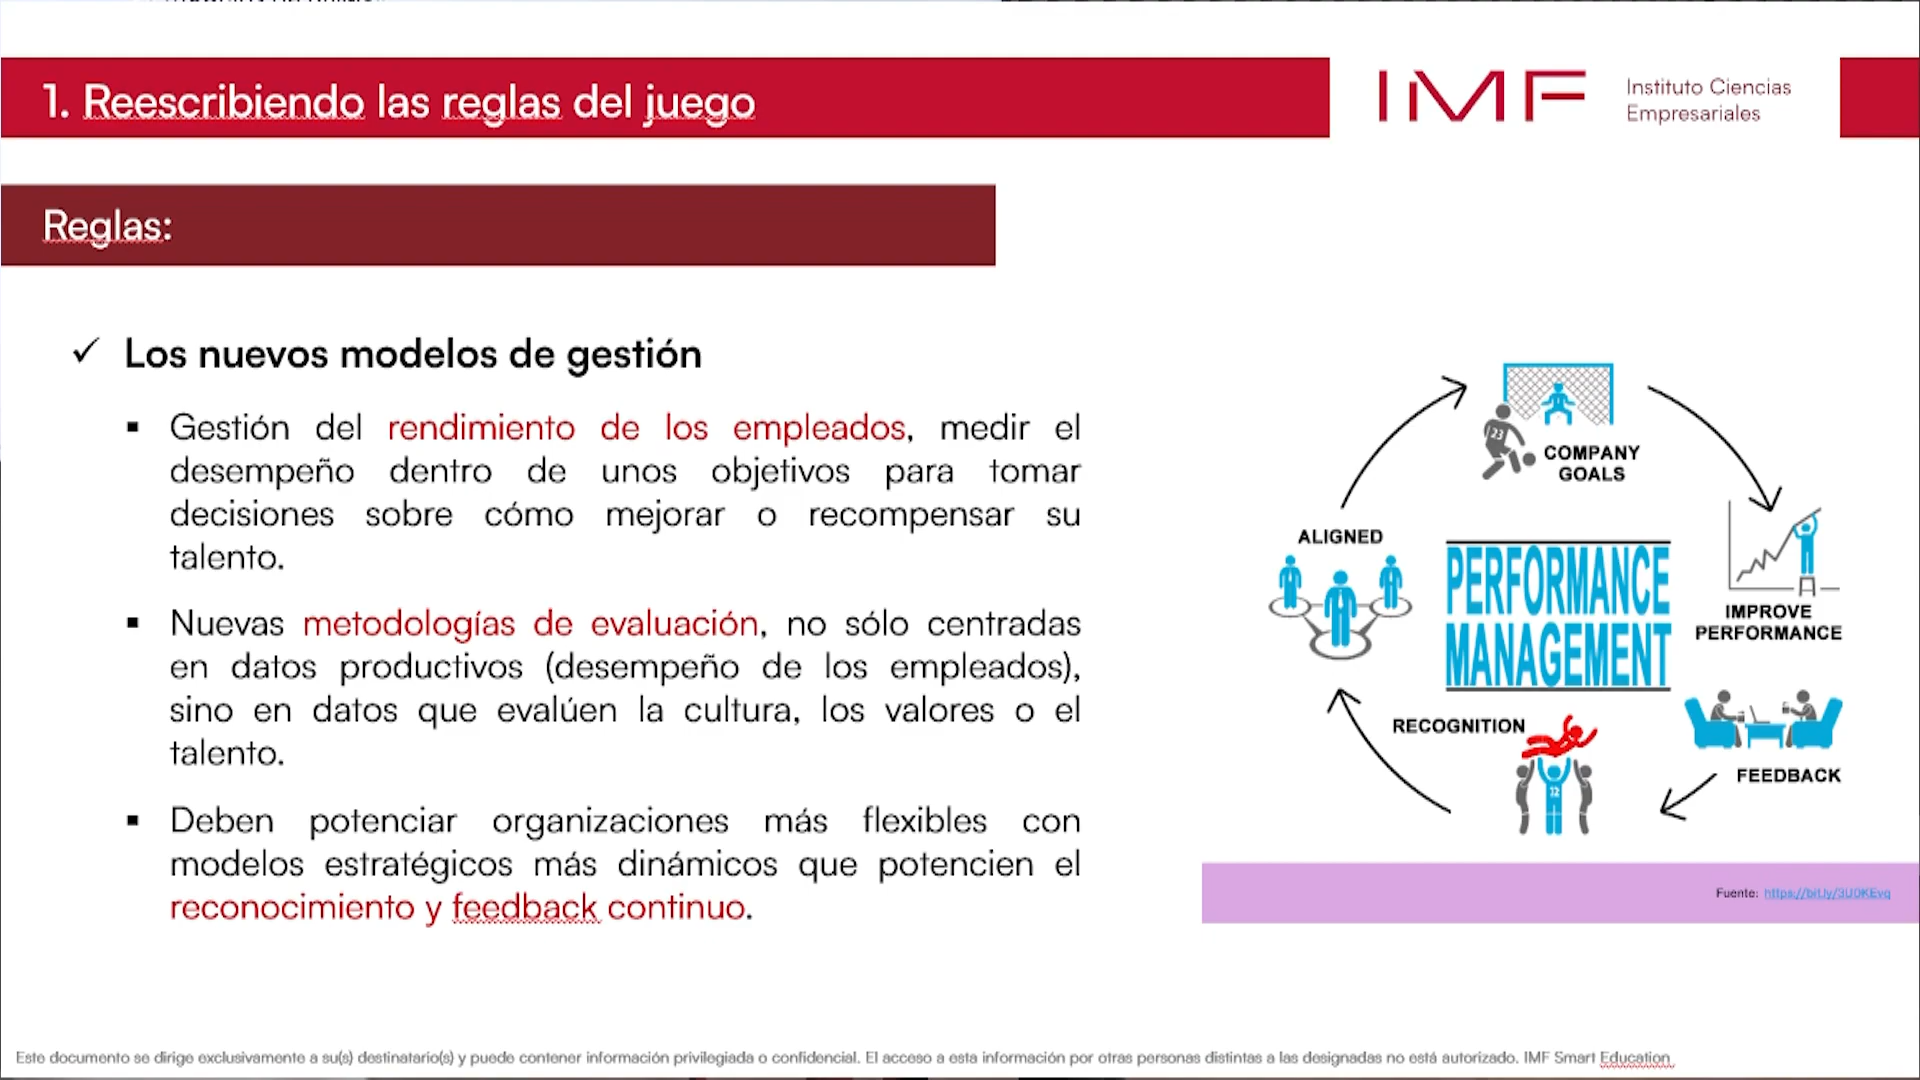 1. Reescribiendo las reglas del juego
IMF
Instituto Ciencias
Empresariales
Reglas:
✓ Los nuevos modelos de gestión
▪ Gestión del rendimiento de los empleados, medir el
desempeño dentro de unos objetivos para tomar
decisiones sobre cómo mejorar o recompensar su
talento.
▪ Nuevas metodologías de evaluación, no sólo centradas
en datos productivos (desempeño de los empleados),
sino en datos que evalúen la cultura, los valores o el
talento.
▪ Deben potenciar organizaciones más flexibles con
modelos estratégicos más dinámicos que potencien el
reconocimiento y feedback continuo.
23
COMPANY
GOALS
ALIGNED
PERFORMANCE
MANAGEMENT
IMPROVE
PERFORMANCE
RECOGNITION
12
FEEDBACK
Fuente: https://bit.ly/3U0KEvq
Este documento se dirige exclusivamente a su(s) destinatario(s) y puede contener información privilegiada o confidencial. El acceso a esta información por otras personas distintas a las designadas no está autorizado. IMF Smart Education